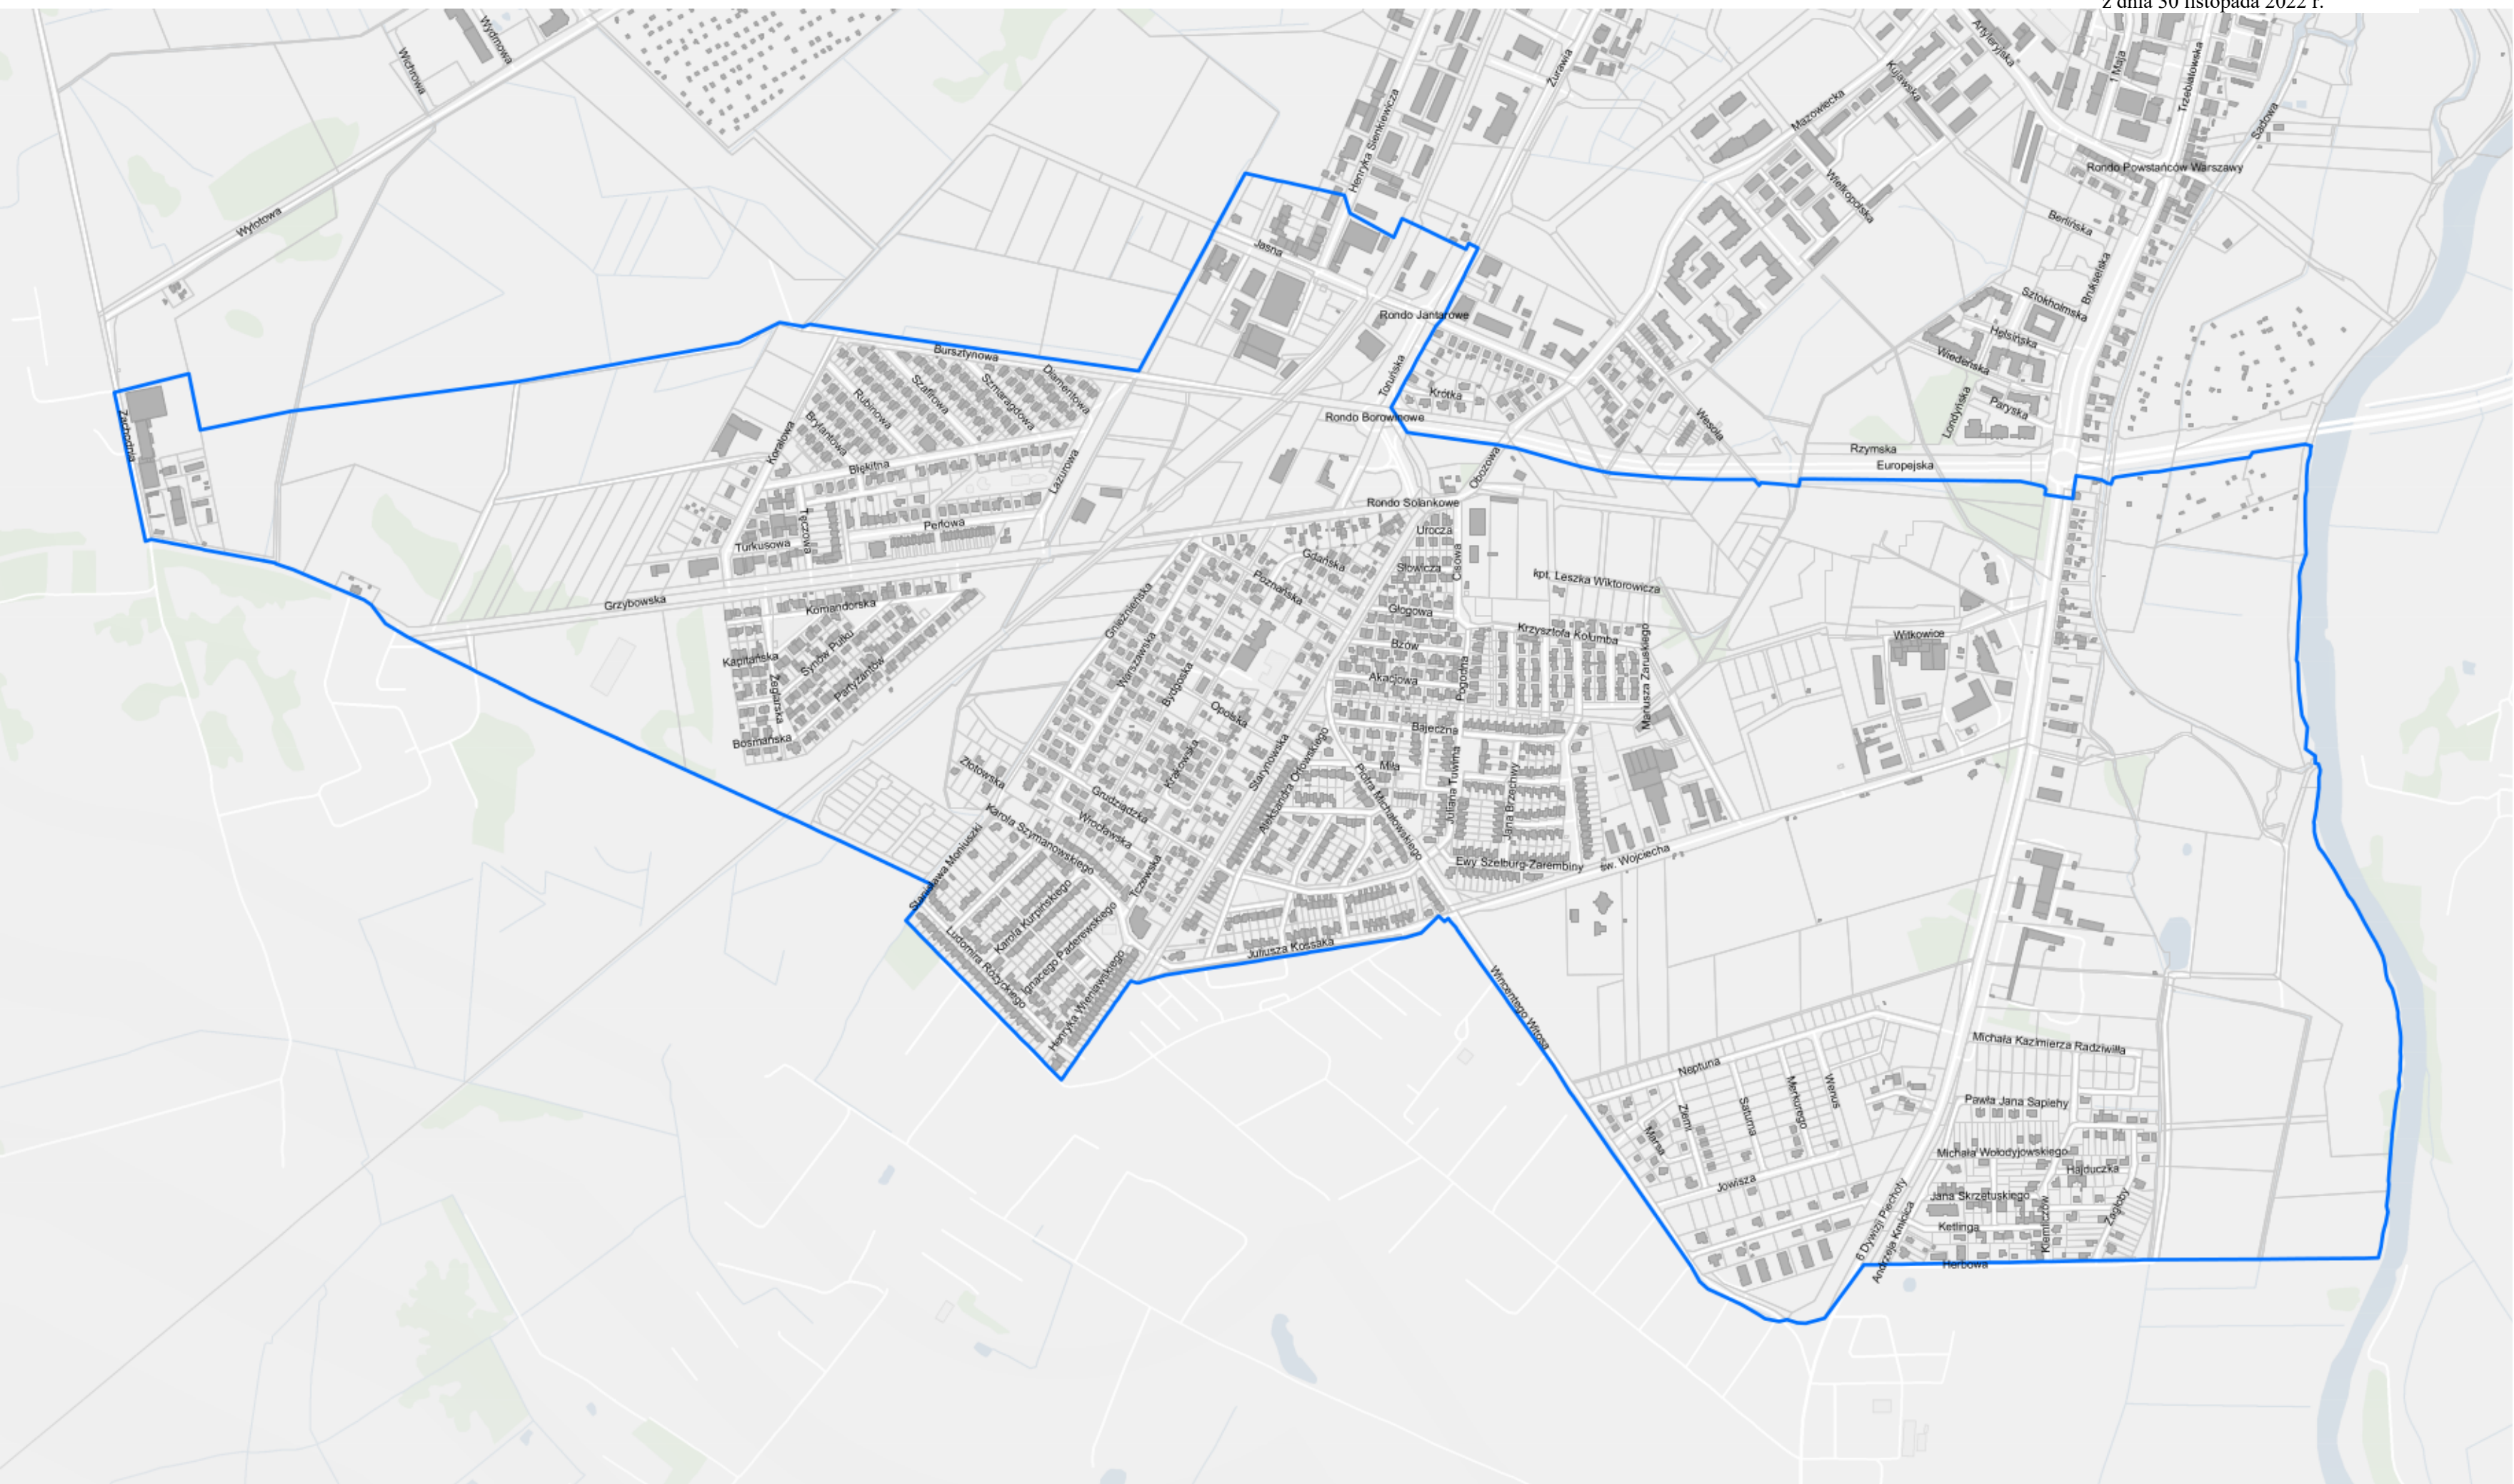 z dnia 30 listopada 2022 r.
Wydmowa
Wichrowa
Artyleryjska
1 Maja
Trzebiatowska
Żurawia
Kujawska
Mazowiecka
Henryka Sienkiewicza
Sadowa
Rondo Powstańców Warszawy
Wielkopolska
Wylotowa
Berlińska
Jasna
Brukselska
Sztokholmska
Rondo Jantarowe
Helsińska
Bursztynowa
Wiedeńska
Diamentowa
Toruńska
Szmaragdowa
Szafirowa
Krótka
Rubinowa
Londyńska
Paryska
Rondo Borowinowe
Wesoła
Brylantowa
Zachodnia
Koralowa
Rzymska
Błękitna
Lazurowa
Obozowa
Europejska
Rondo Solankowe
Perłowa
Tęczowa
Urocza
Turkusowa
Gdańska
Słowicza
Cisowa
Poznańska
kpt. Leszka Wiktorowicza
Grzybowska
Komandorska
Gnieźnieńska
Głogowa
Krzysztofa Kolumba
Witkowice
Synów Pułku
Bzów
Kapitańska
Warszawska
Partyzantów
Bydgoska
Akacjowa
Pogodna
Mariusza Zaruskiego
Żeglarska
Opolska
Bajeczna
Bosmańska
Krakowska
Starynowska
Aleksandra Orłowskiego
Miła
Złotowska
Juliana Tuwima
Jana Brzechwy
Piotra Michałowskiego
Grudziądzka
Karola Szymanowskiego
Wrocławska
Stanisława Moniuszki
Tczewska
Ewy Szelburg-Zarembiny
św. Wojciecha
Karola Kurpińskiego
Ludomira Różyckiego
Ignacego Paderewskiego
Juliusza Kossaka
Henryka Wieniawskiego
Wincentego Witosa
Michała Kazimierza Radziwiłła
Neptuna
Wenus
Merkurego
Saturna
Ziemi
Marsa
Pawła Jana Sapiehy
Michała Wołodyjowskiego
Hajduczka
Jowisza
Jana Skrzetuskiego
Zagłoby
Ketlinga
Kiemliczów
6 Dywizji Piechoty
Andrzeja Kmicica
Herbowa